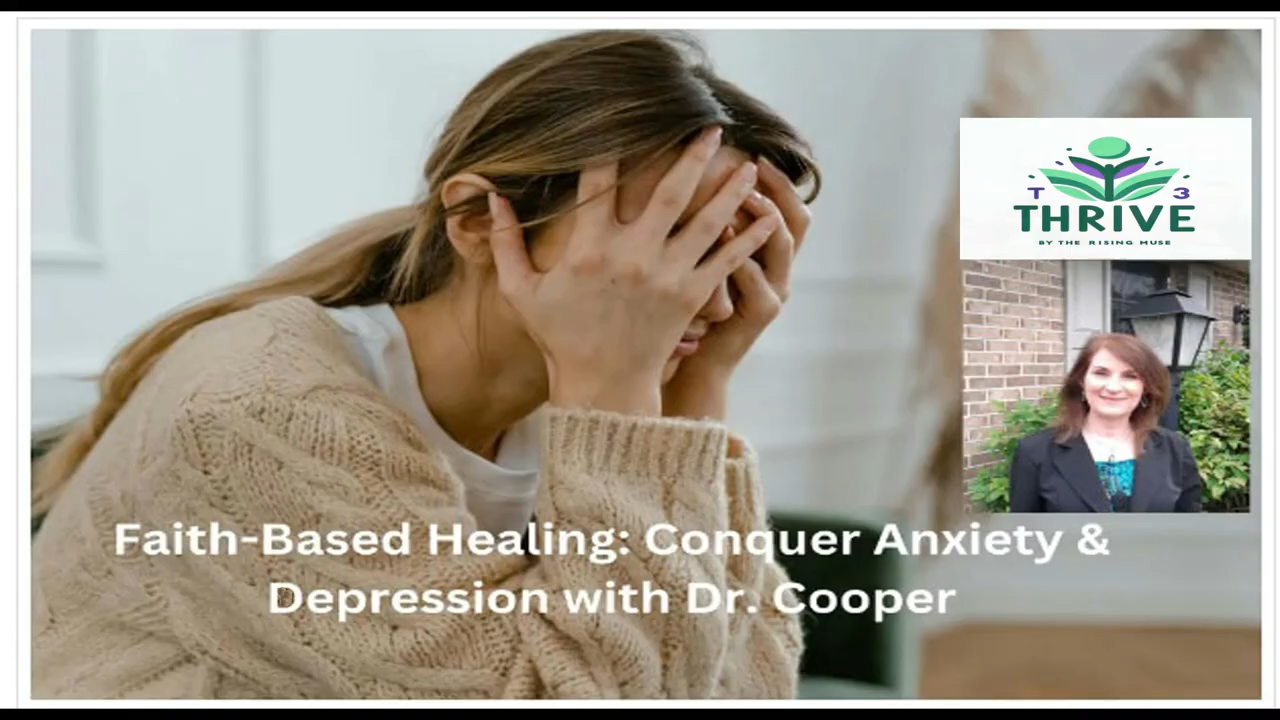 T 3
THRIVE
BY THE RISING MUSE
Faith-Based Healing: Conquer Anxiety &
Depression with Dr. Cooper